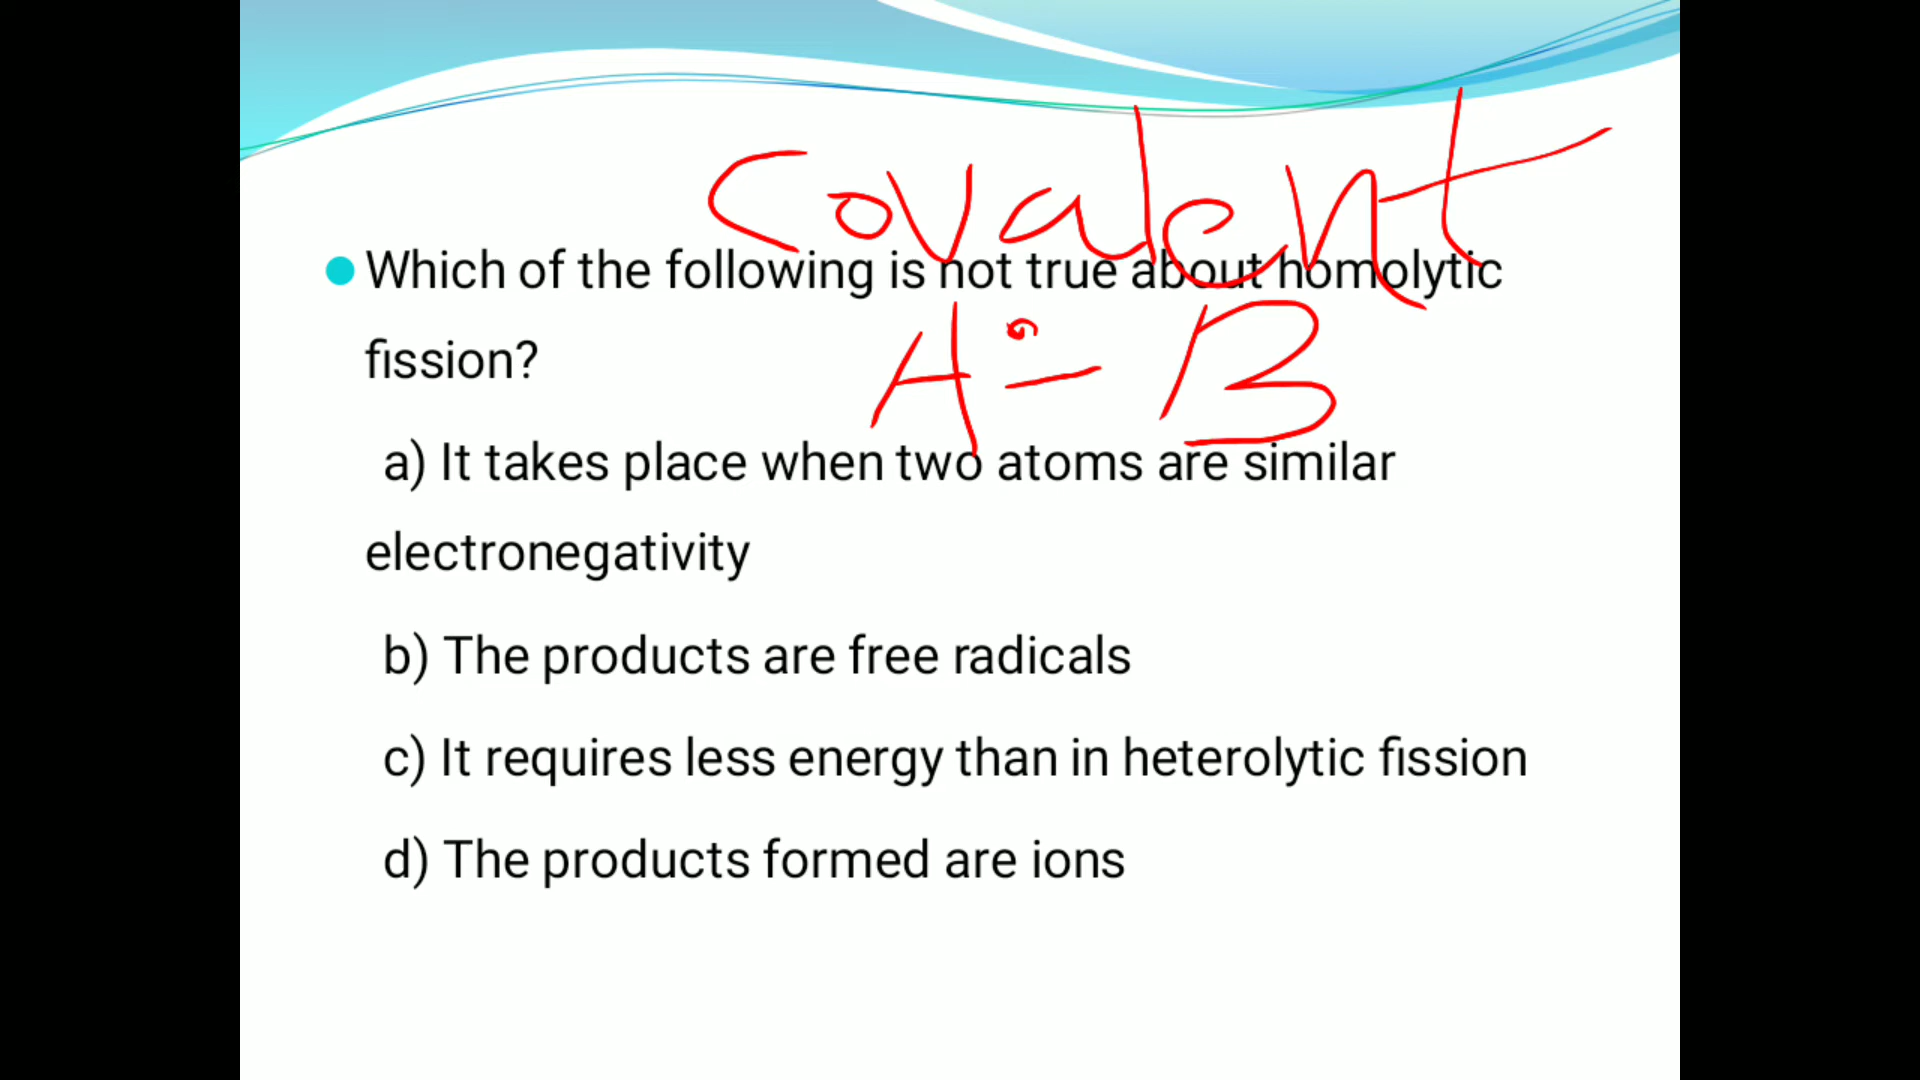 Covalent
Which of the following is not true about homolytic
fission?
A - B
a) It takes place when two atoms are similar
electronegativity
b) The products are free radicals
c) It requires less energy than in heterolytic fission
d) The products formed are ions